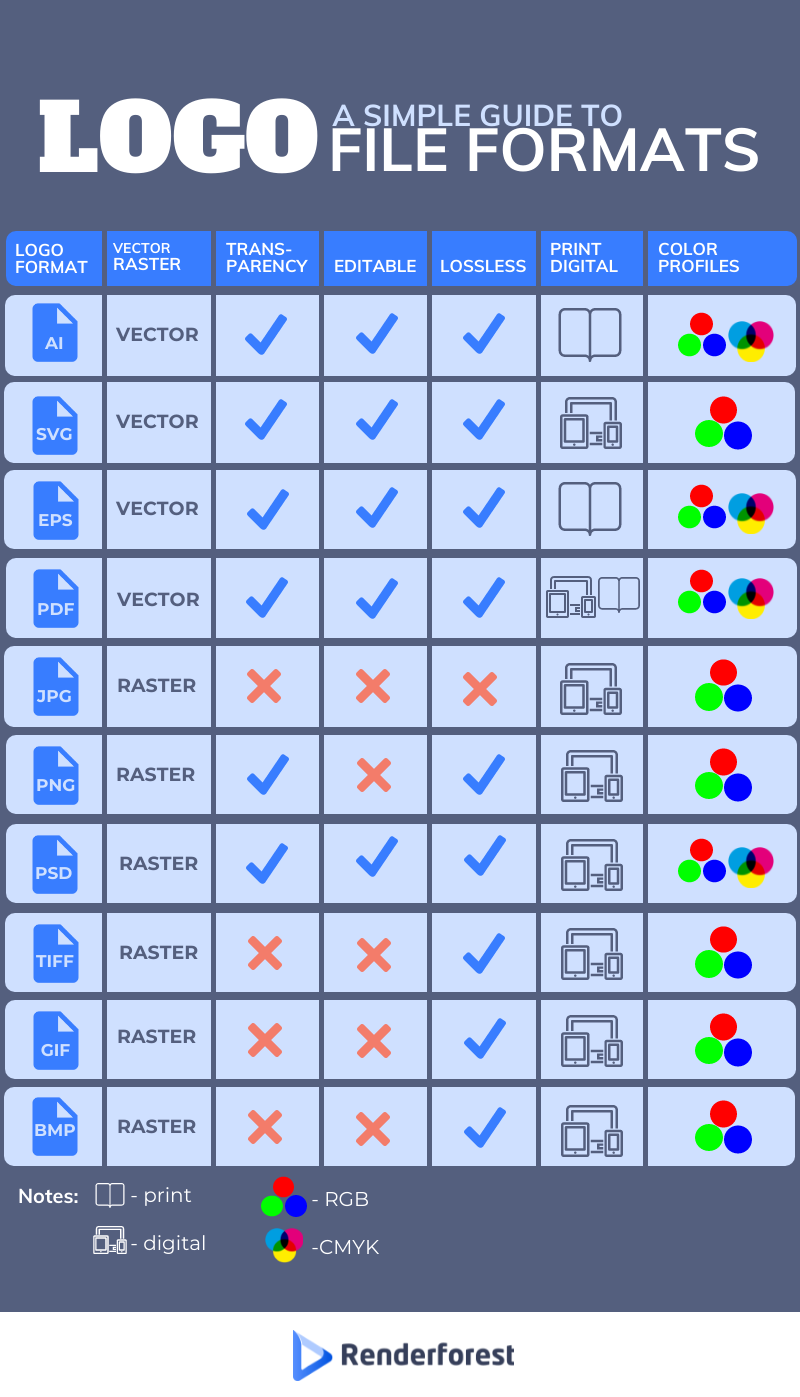 LOGO
A SIMPLE GUIDE TO
FILE FORMATS
LOGO
FORMAT
VECTOR
RASTER
TRANS-
PARENCY
EDITABLE
LOSSLESS
PRINT
DIGITAL
COLOR
PROFILES
AI
VECTOR
SVG
VECTOR
EPS
VECTOR
PDF
VECTOR
JPG
RASTER
PNG
RASTER
PSD
RASTER
TIFF
RASTER
GIF
RASTER
BMP
RASTER
Notes:
- print
- RGB
- digital
-CMYK
Renderforest